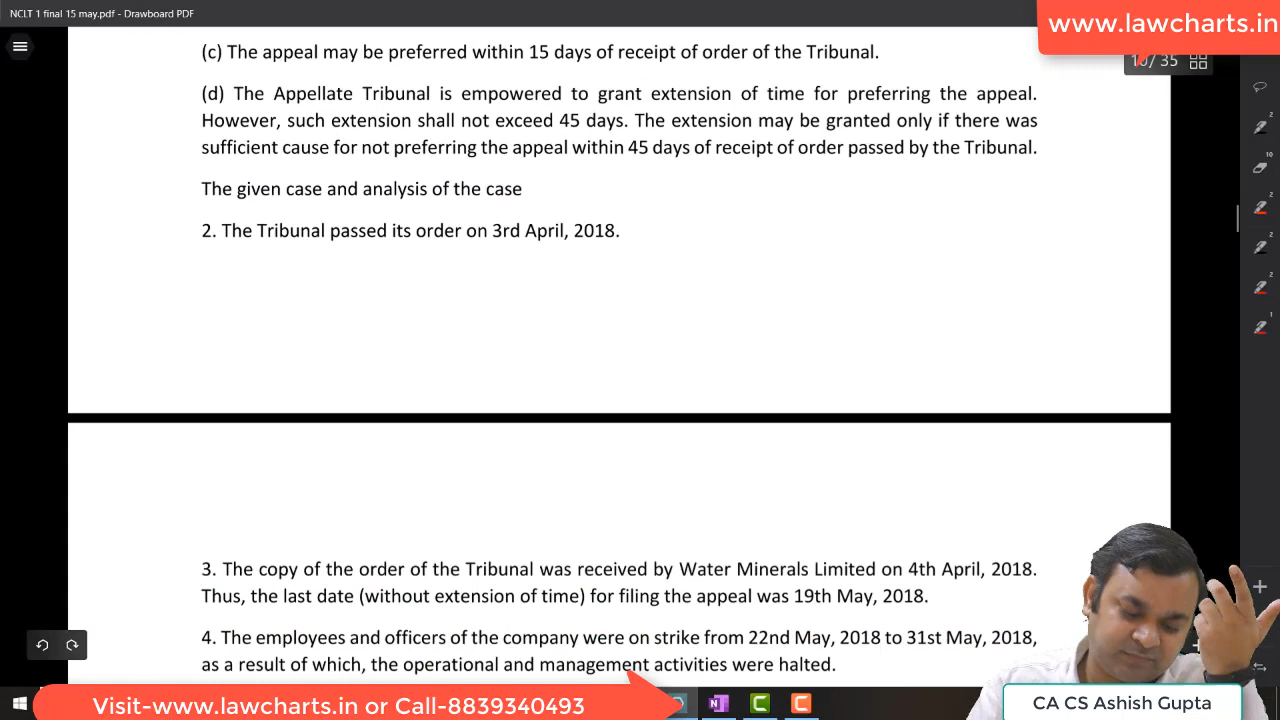 NCLT 1 final 15 may.pdf - Drawboard PDF
www.lawcharts.in
/ 35
(c) The appeal may be preferred within 15 days of receipt of order of the Tribunal.
(d) The Appellate Tribunal is empowered to grant extension of time for preferring the appeal.
However, such extension shall not exceed 45 days. The extension may be granted only if there was
sufficient cause for not preferring the appeal within 45 days of receipt of order passed by the Tribunal.
The given case and analysis of the case
2. The Tribunal passed its order on 3rd April, 2018.
3. The copy of the order of the Tribunal was received by Water Minerals Limited on 4th April, 2018.
Thus, the last date (without extension of time) for filing the appeal was 19th May, 2018.
4. The employees and officers of the company were on strike from 22nd May, 2018 to 31st May, 2018,
as a result of which, the operational and management activities were halted.
2
10
2
2
2
1
Visit-www.lawcharts.in or Call-8839340493
CA CS Ashish Gupta